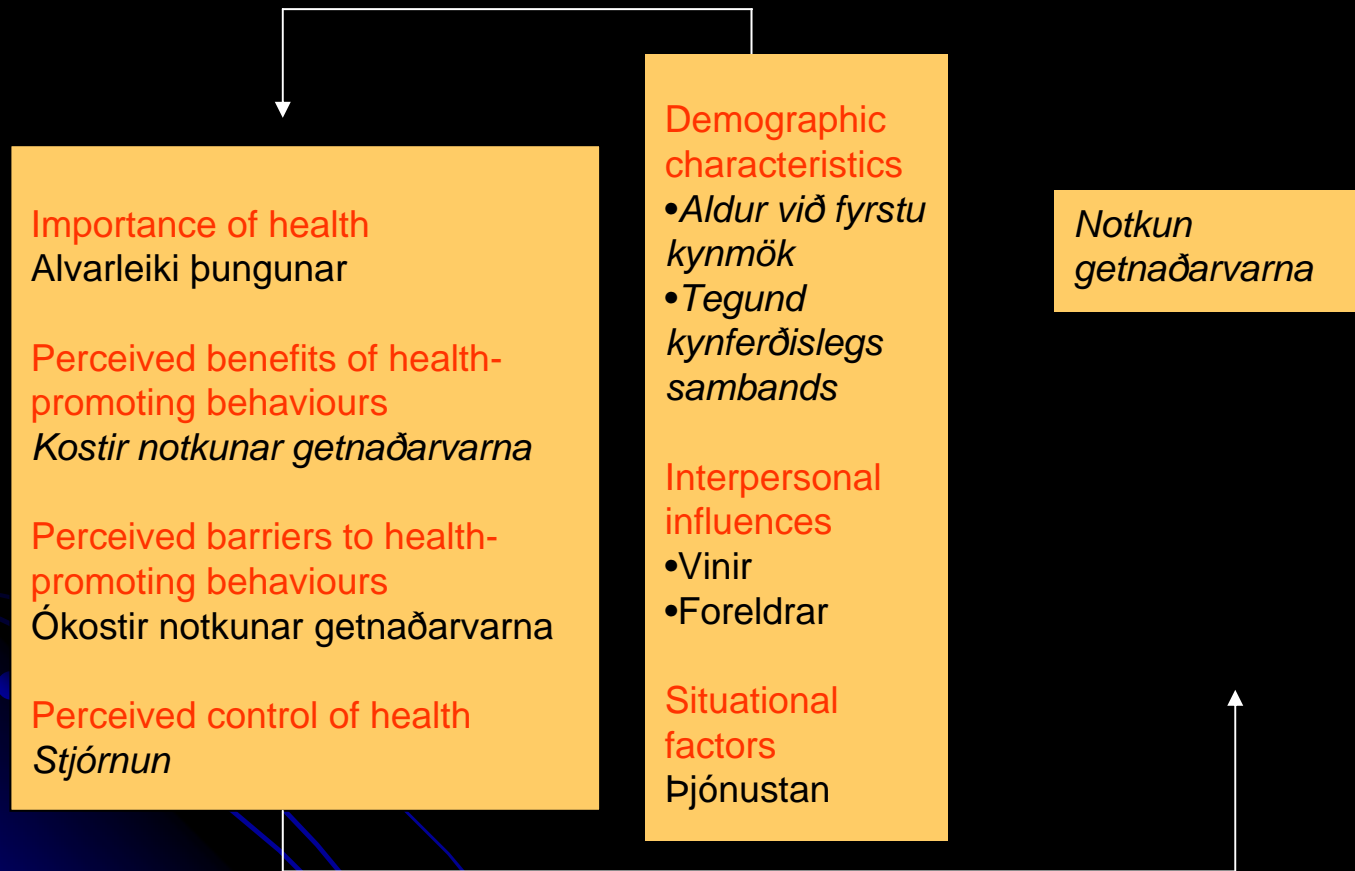 Importance of health
Alvarleiki þungunar
Perceived benefits of health-
promoting behaviours
Kostir notkunar getnaðarvarna
Perceived barriers to health-
promoting behaviours
Ókostir notkunar getnaðarvarna
Perceived control of health
Stjórnun
Demographic
characteristics
•Aldur við fyrstu
kynmök
•Tegund
kynferðislegs
sambands
Interpersonal
influences
•Vinir
•Foreldrar
Situational
factors
Þjónustan
Notkun
getnaðarvarna